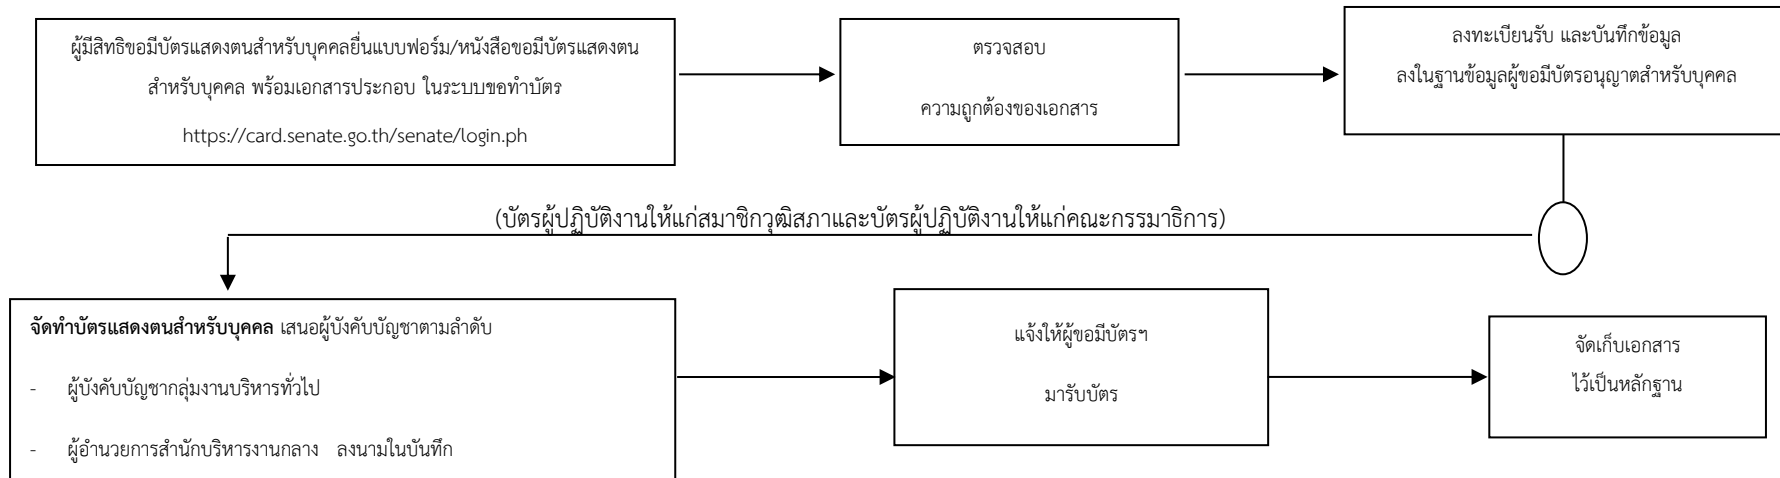 ผู้มีสิทธิขอมีบัตรแสดงตนสำหรับบุคคลยื่นแบบฟอร์ม/หนังสือขอมีบัตรแสดงตน
สำหรับบุคคล พร้อมเอกสารประกอบ ในระบบขอทำบัตร
https://card.senate.go.th/senate/login.ph
ตรวจสอบ
ความถูกต้องของเอกสาร
ลงทะเบียนรับ และบันทึกข้อมูล
ลงในฐานข้อมูลผู้ขอมีบัตรอนุญาตสำหรับบุคคล
(บัตรผู้ปฏิบัติงานให้แก่สมาชิกวุฒิสภาและบัตรผู้ปฏิบัติงานให้แก่คณะกรรมาธิการ)
จัดทำบัตรแสดงตนสำหรับบุคคล เสนอผู้บังคับบัญชาตามลำดับ
- ผู้บังคับบัญชากลุ่มงานบริหารทั่วไป
- ผู้อำนวยการสำนักบริหารงานกลาง ลงนามในบันทึก
แจ้งให้ผู้ขอมีบัตรฯ
มารับบัตร
จัดเก็บเอกสาร
ไว้เป็นหลักฐาน